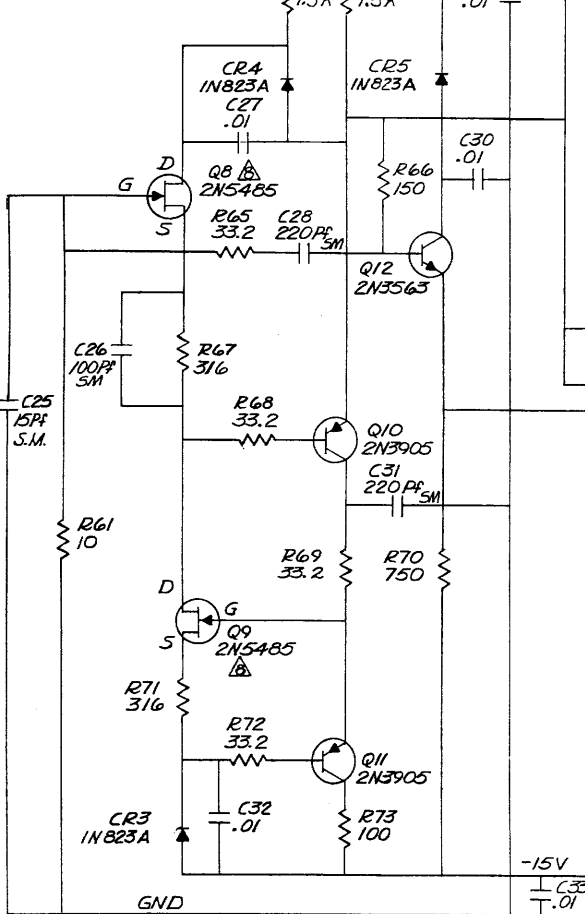 1.5K
1.5K
.01
CR4
1N823A
C27
.01
CR5
1N823A
C30
.01
D
G
S
Q8 8
2N5485
R66
150
R65
33.2
C28
220Pf
SM
Q12
2N3563
C26
100Pf
SM
R67
316
C25
15Pf
S.M.
R68
33.2
Q10
2N3905
C31
220Pf
SM
R61
10
R69
33.2
R70
750
D
G
S
Q9
2N5485
8
R71
316
R72
33.2
Q11
2N3905
CR3
1N823A
C32
.01
R73
100
-15V
C33
.01
GND